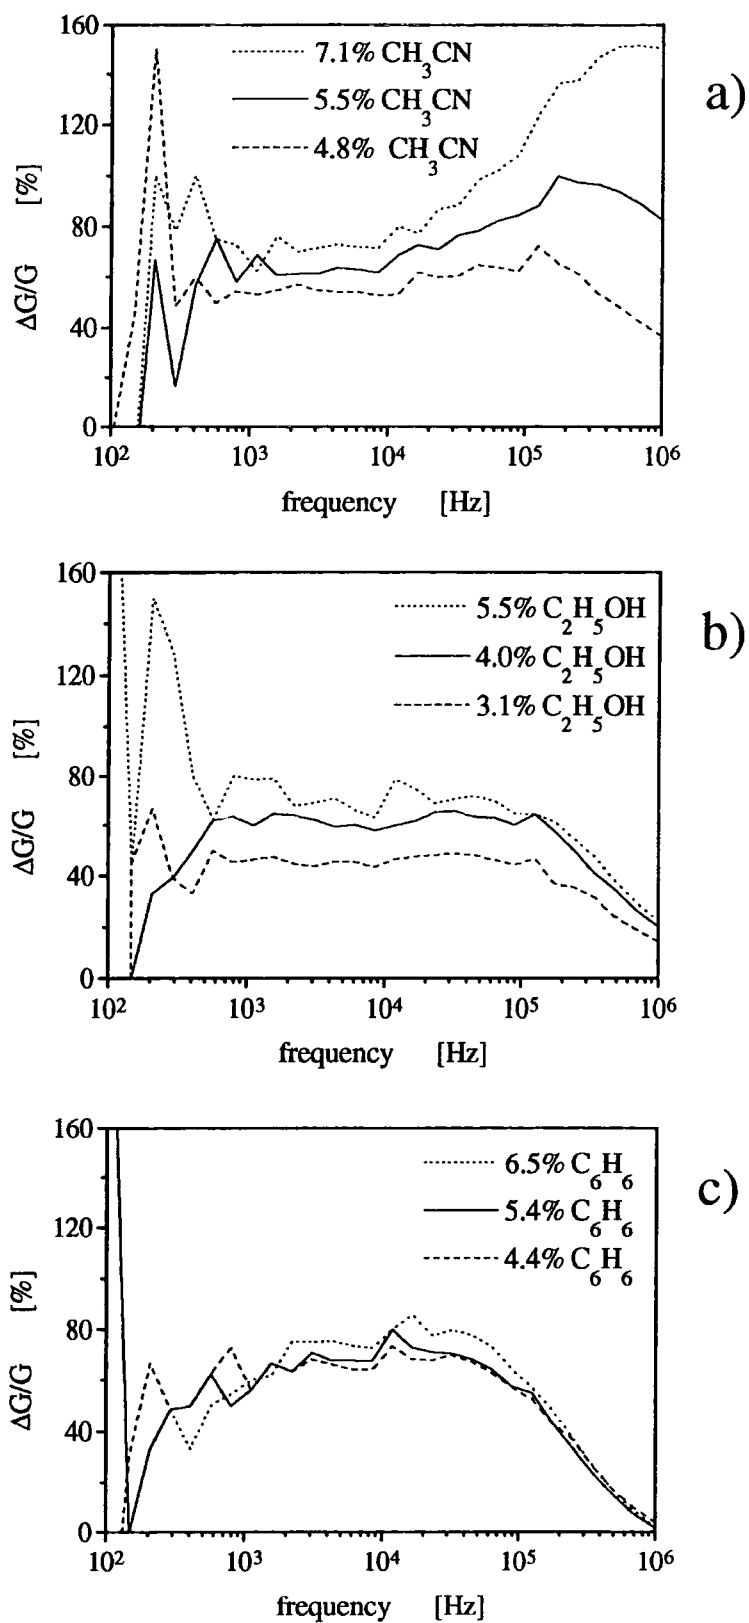 160
120
80
40
0
ΔG/G [%]
7.1% CH₃CN
5.5% CH₃CN
4.8% CH₃CN
a)
10² 10³ 10⁴ 10⁵ 10⁶
frequency [Hz]
160
120
80
40
0
ΔG/G [%]
5.5% C₂H₅OH
4.0% C₂H₅OH
3.1% C₂H₅OH
b)
10² 10³ 10⁴ 10⁵ 10⁶
frequency [Hz]
160
120
80
40
0
ΔG/G [%]
6.5% C₆H₆
5.4% C₆H₆
4.4% C₆H₆
c)
10² 10³ 10⁴ 10⁵ 10⁶
frequency [Hz]